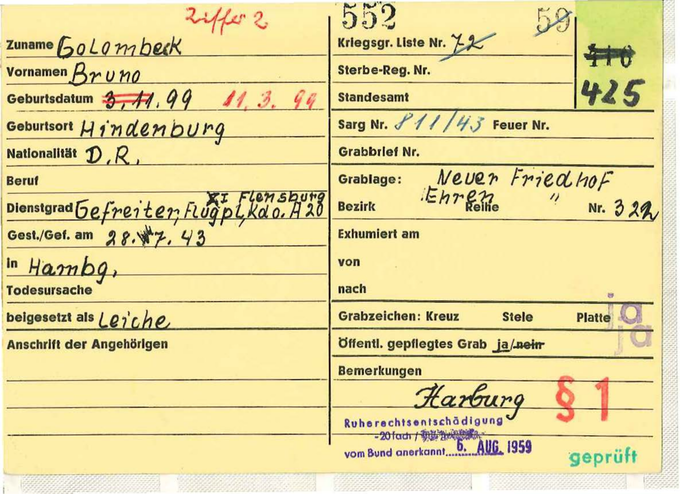 Ziffer 2
Zuname Golombeck
Vornamen Bruno
Geburtsdatum 3.11.99 11.3.99
Geburtsort Hindenburg
Nationalität D.R.
Beruf
XI Flensburg
Dienstgrad Gefreiter, Flugpl. Kdo. A 20
Gest./Gef. am 28. 7. 43
in Hambg.
Todesursache
beigesetzt als Leiche
Anschrift der Angehörigen
552 59
Kriegsgr. Liste Nr. 72
Sterbe-Reg. Nr.
Standesamt
110
425
Sarg Nr. 811/43 Feuer Nr.
Grabbrief Nr.
Grablage: Neuer Friedhof
Bezirk Ehren Reihe " Nr. 322
Exhumiert am
von
nach
Grabzeichen: Kreuz Stele Platte ja
Öffentl. gepflegtes Grab ja/nein ja
Bemerkungen
Harburg § 1
Ruherechtsentschädigung
-20fach /
vom Bund anerkannt 6. AUG. 1959
geprüft